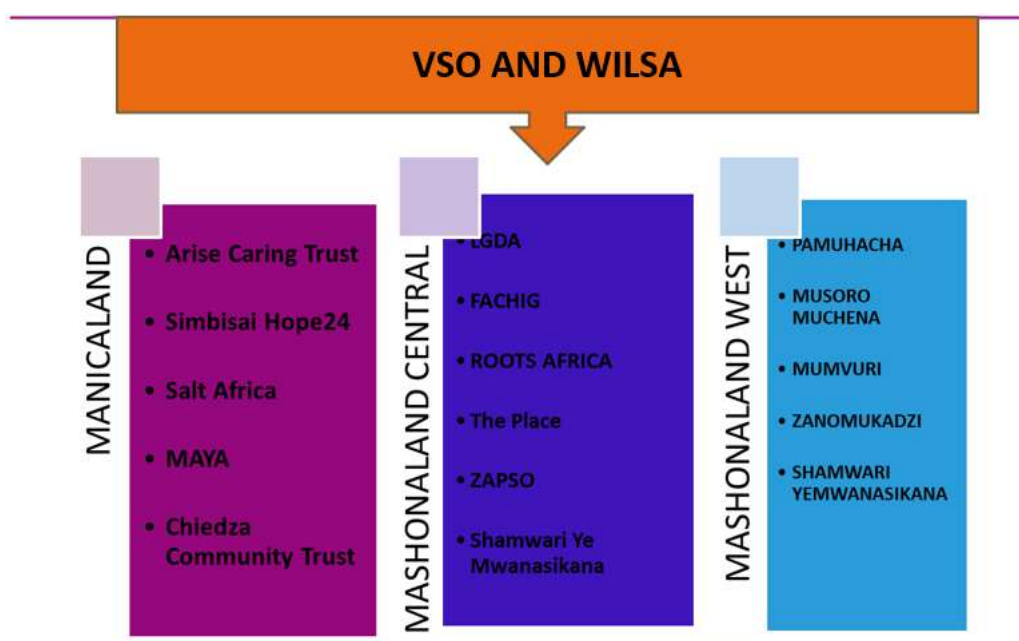 VSO AND WILSA
MANICALAND
• Arise Caring Trust
• Simbisai Hope24
• Salt Africa
• MAYA
• Chiedza
Community Trust
MASHONALAND CENTRAL
• LGDA
• FACHIG
• ROOTS AFRICA
• The Place
• ZAPSO
• Shamwari Ye
Mwanasikana
MASHONALAND WEST
• PAMUHACHA
• MUSORO
MUCHENA
• MUMVURI
• ZANOMUKADZI
• SHAMWARI
YEMWANASIKANA